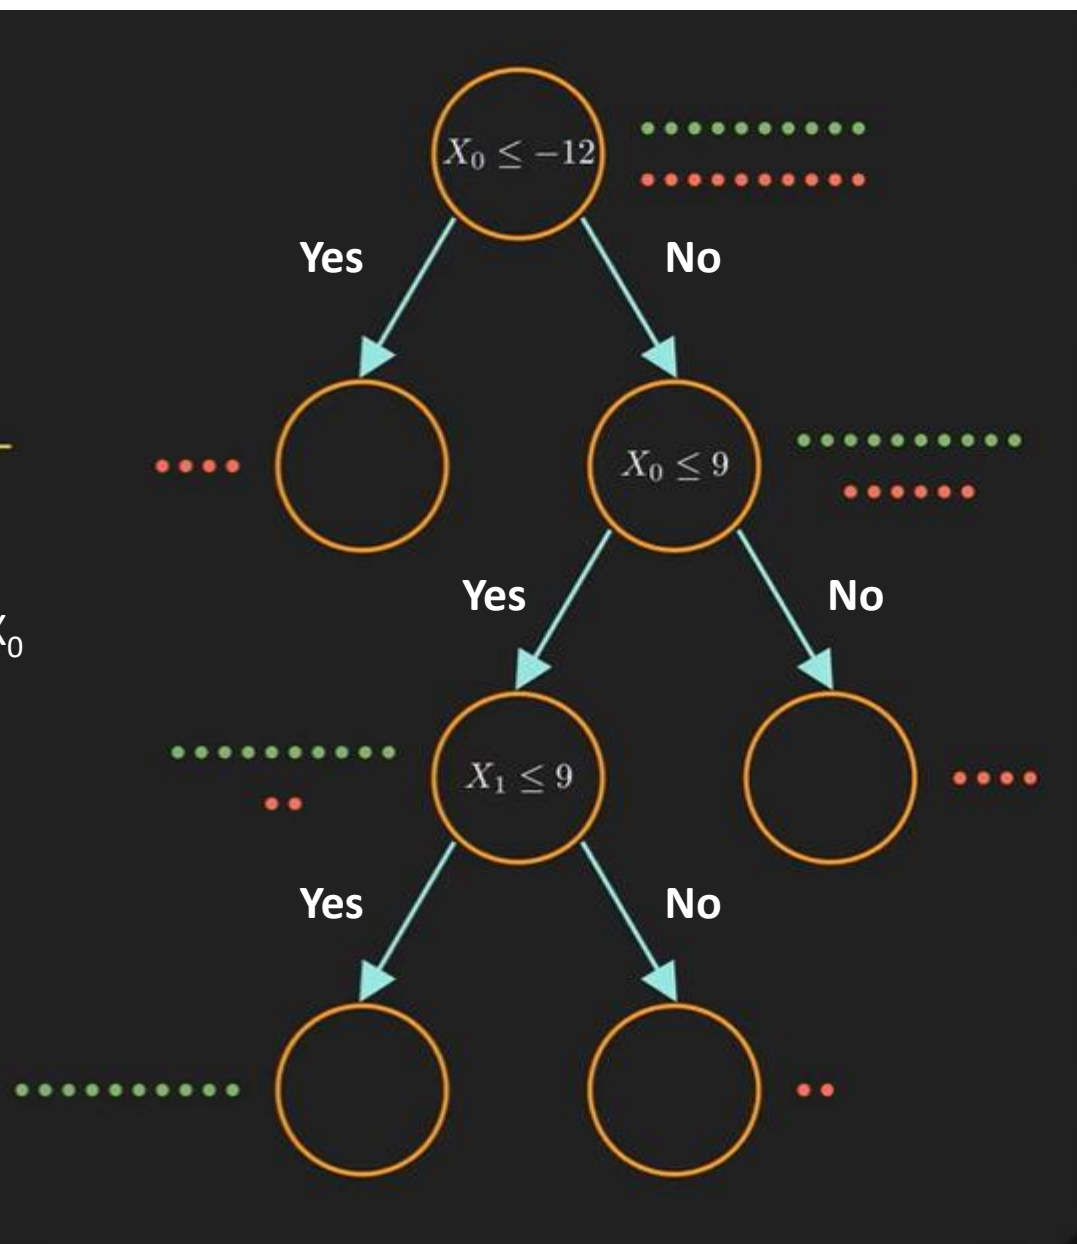 X₀ ≤ −12
Yes
No
X₀ ≤ 9
Yes
No
X₀
X₁ ≤ 9
Yes
No